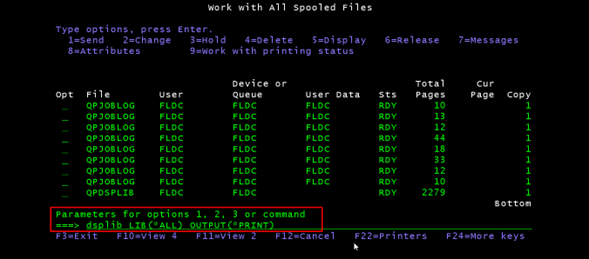 Work with All Spooled Files
Type options, press Enter.
1=Send 2=Change 3=Hold 4=Delete 5=Display 6=Release 7=Messages
8=Attributes 9=Work with printing status
Device or Total Cur
Opt File User Queue User Data Sts Pages Page Copy
_ QPJOBLOG FLDC FLDC FLDC RDY 10 1
_ QPJOBLOG FLDC FLDC FLDC RDY 13 1
_ QPJOBLOG FLDC FLDC FLDC RDY 12 1
_ QPJOBLOG FLDC FLDC FLDC RDY 44 1
_ QPJOBLOG FLDC FLDC FLDC RDY 18 1
_ QPJOBLOG FLDC FLDC FLDC RDY 33 1
_ QPJOBLOG FLDC FLDC FLDC RDY 12 1
_ QPJOBLOG FLDC FLDC FLDC RDY 10 1
_ QPDSPLIB FLDC FLDC RDY 2279 1
Bottom
Parameters for options 1, 2, 3 or command
===> dsplib LIB(*ALL) OUTPUT(*PRINT)
F3=Exit F10=View 4 F11=View 2 F12=Cancel F22=Printers F24=More keys